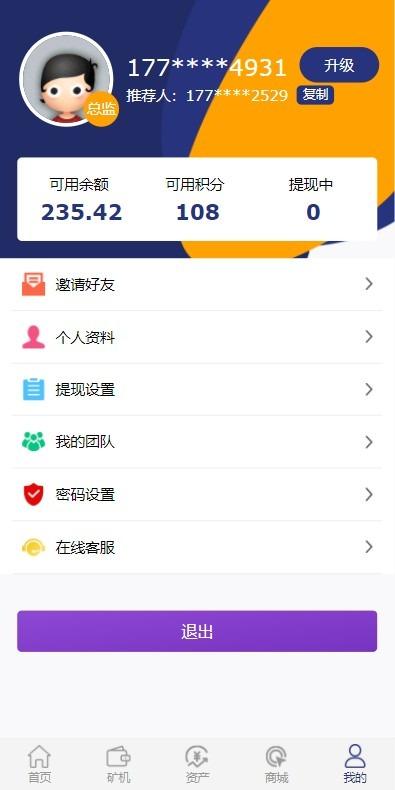 177****4931
升级
推荐人：177****2529 复制
总监
可用余额 可用积分 提现中
235.42 108 0
邀请好友
个人资料
提现设置
我的团队
密码设置
在线客服
退出
首页 矿机 资产 商城 我的